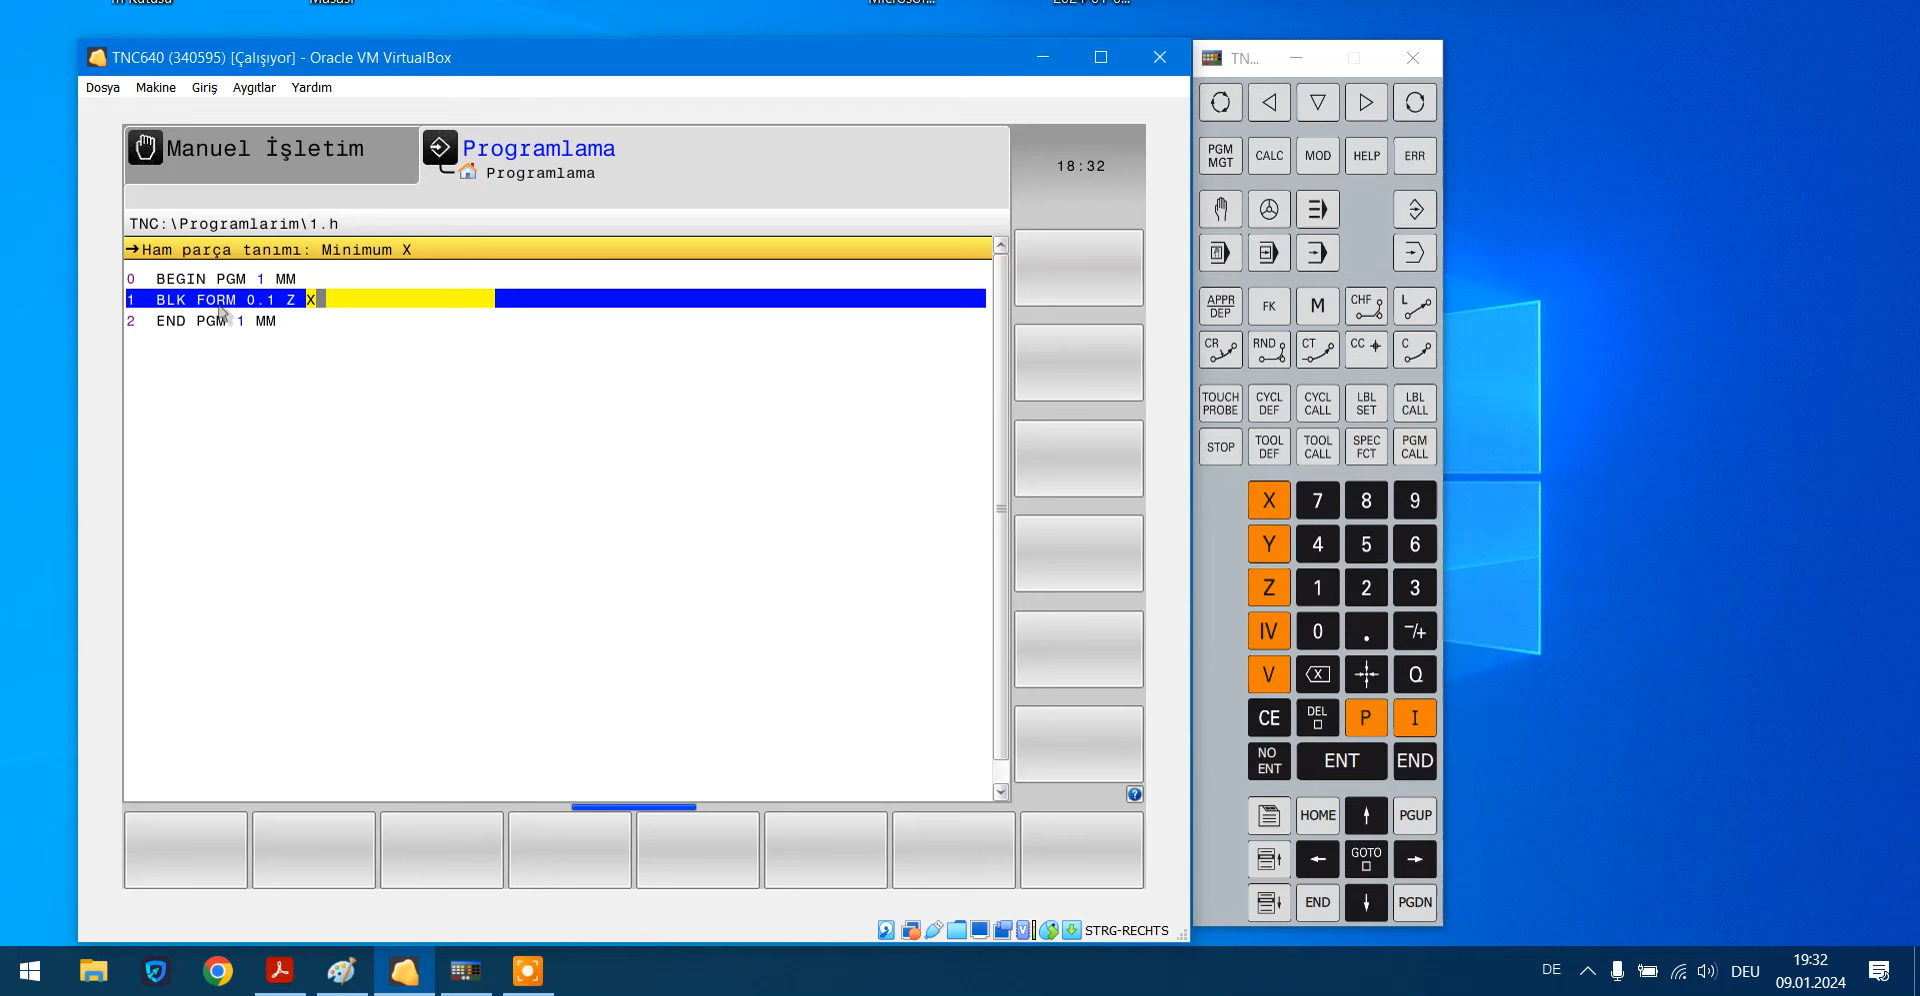 TNC640 (340595) [Çalışıyor] - Oracle VM VirtualBox
Dosya Makine Giriş Aygıtlar Yardım
Manuel İşletim
Programlama
Programlama
18:32
TNC:\Programlarim\1.h
➔Ham parça tanımı: Minimum X
0 BEGIN PGM 1 MM
1 BLK FORM 0.1 Z X
2 END PGM 1 MM
STRG-RECHTS
TN...
PGM MGT CALC MOD HELP ERR
APPR DEP FK M CHF L
CR RND CT CC C
TOUCH PROBE CYCL DEF CYCL CALL LBL SET LBL CALL
STOP TOOL DEF TOOL CALL SPEC FCT PGM CALL
X 7 8 9
Y 4 5 6
Z 1 2 3
IV 0 . -/+
V X Q
CE DEL P I
NO ENT ENT END
HOME PGUP
GOTO
END PGDN
DE DEU
19:32
09.01.2024